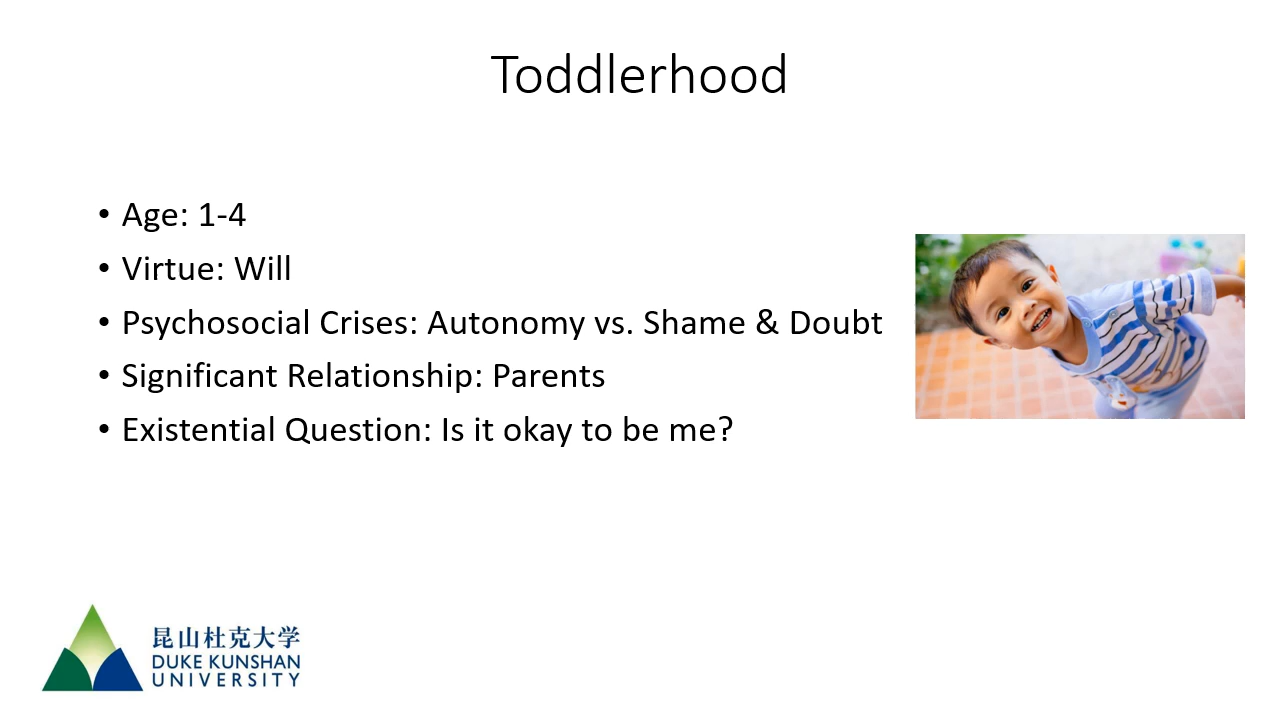 Toddlerhood
• Age: 1-4
• Virtue: Will
• Psychosocial Crises: Autonomy vs. Shame & Doubt
• Significant Relationship: Parents
• Existential Question: Is it okay to be me?
昆山杜克大学
DUKE KUNSHAN
UNIVERSITY